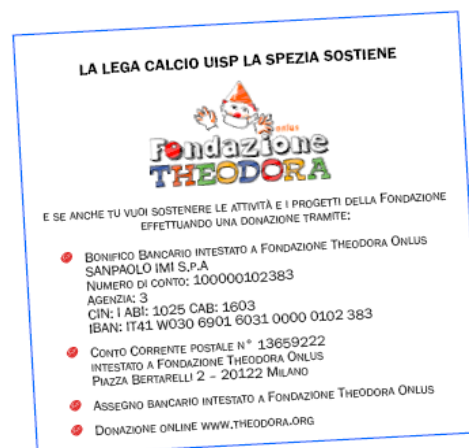 LA LEGA CALCIO UISP LA SPEZIA SOSTIENE
onlus
Fondazione
THEODORA
E SE ANCHE TU VUOI SOSTENERE LE ATTIVITÀ E I PROGETTI DELLA FONDAZIONE
EFFETTUANDO UNA DONAZIONE TRAMITE:
BONIFICO BANCARIO INTESTATO A FONDAZIONE THEODORA ONLUS
SANPAOLO IMI S.P.A
NUMERO DI CONTO: 100000102383
AGENZIA: 3
CIN: I ABI: 1025 CAB: 1603
IBAN: IT41 W030 6901 6031 0000 0102 383
CONTO CORRENTE POSTALE N° 13659222
INTESTATO A FONDAZIONE THEODORA ONLUS
PIAZZA BERTARELLI 2 – 20122 MILANO
ASSEGNO BANCARIO INTESTATO A FONDAZIONE THEODORA ONLUS
DONAZIONE ONLINE WWW.THEODORA.ORG